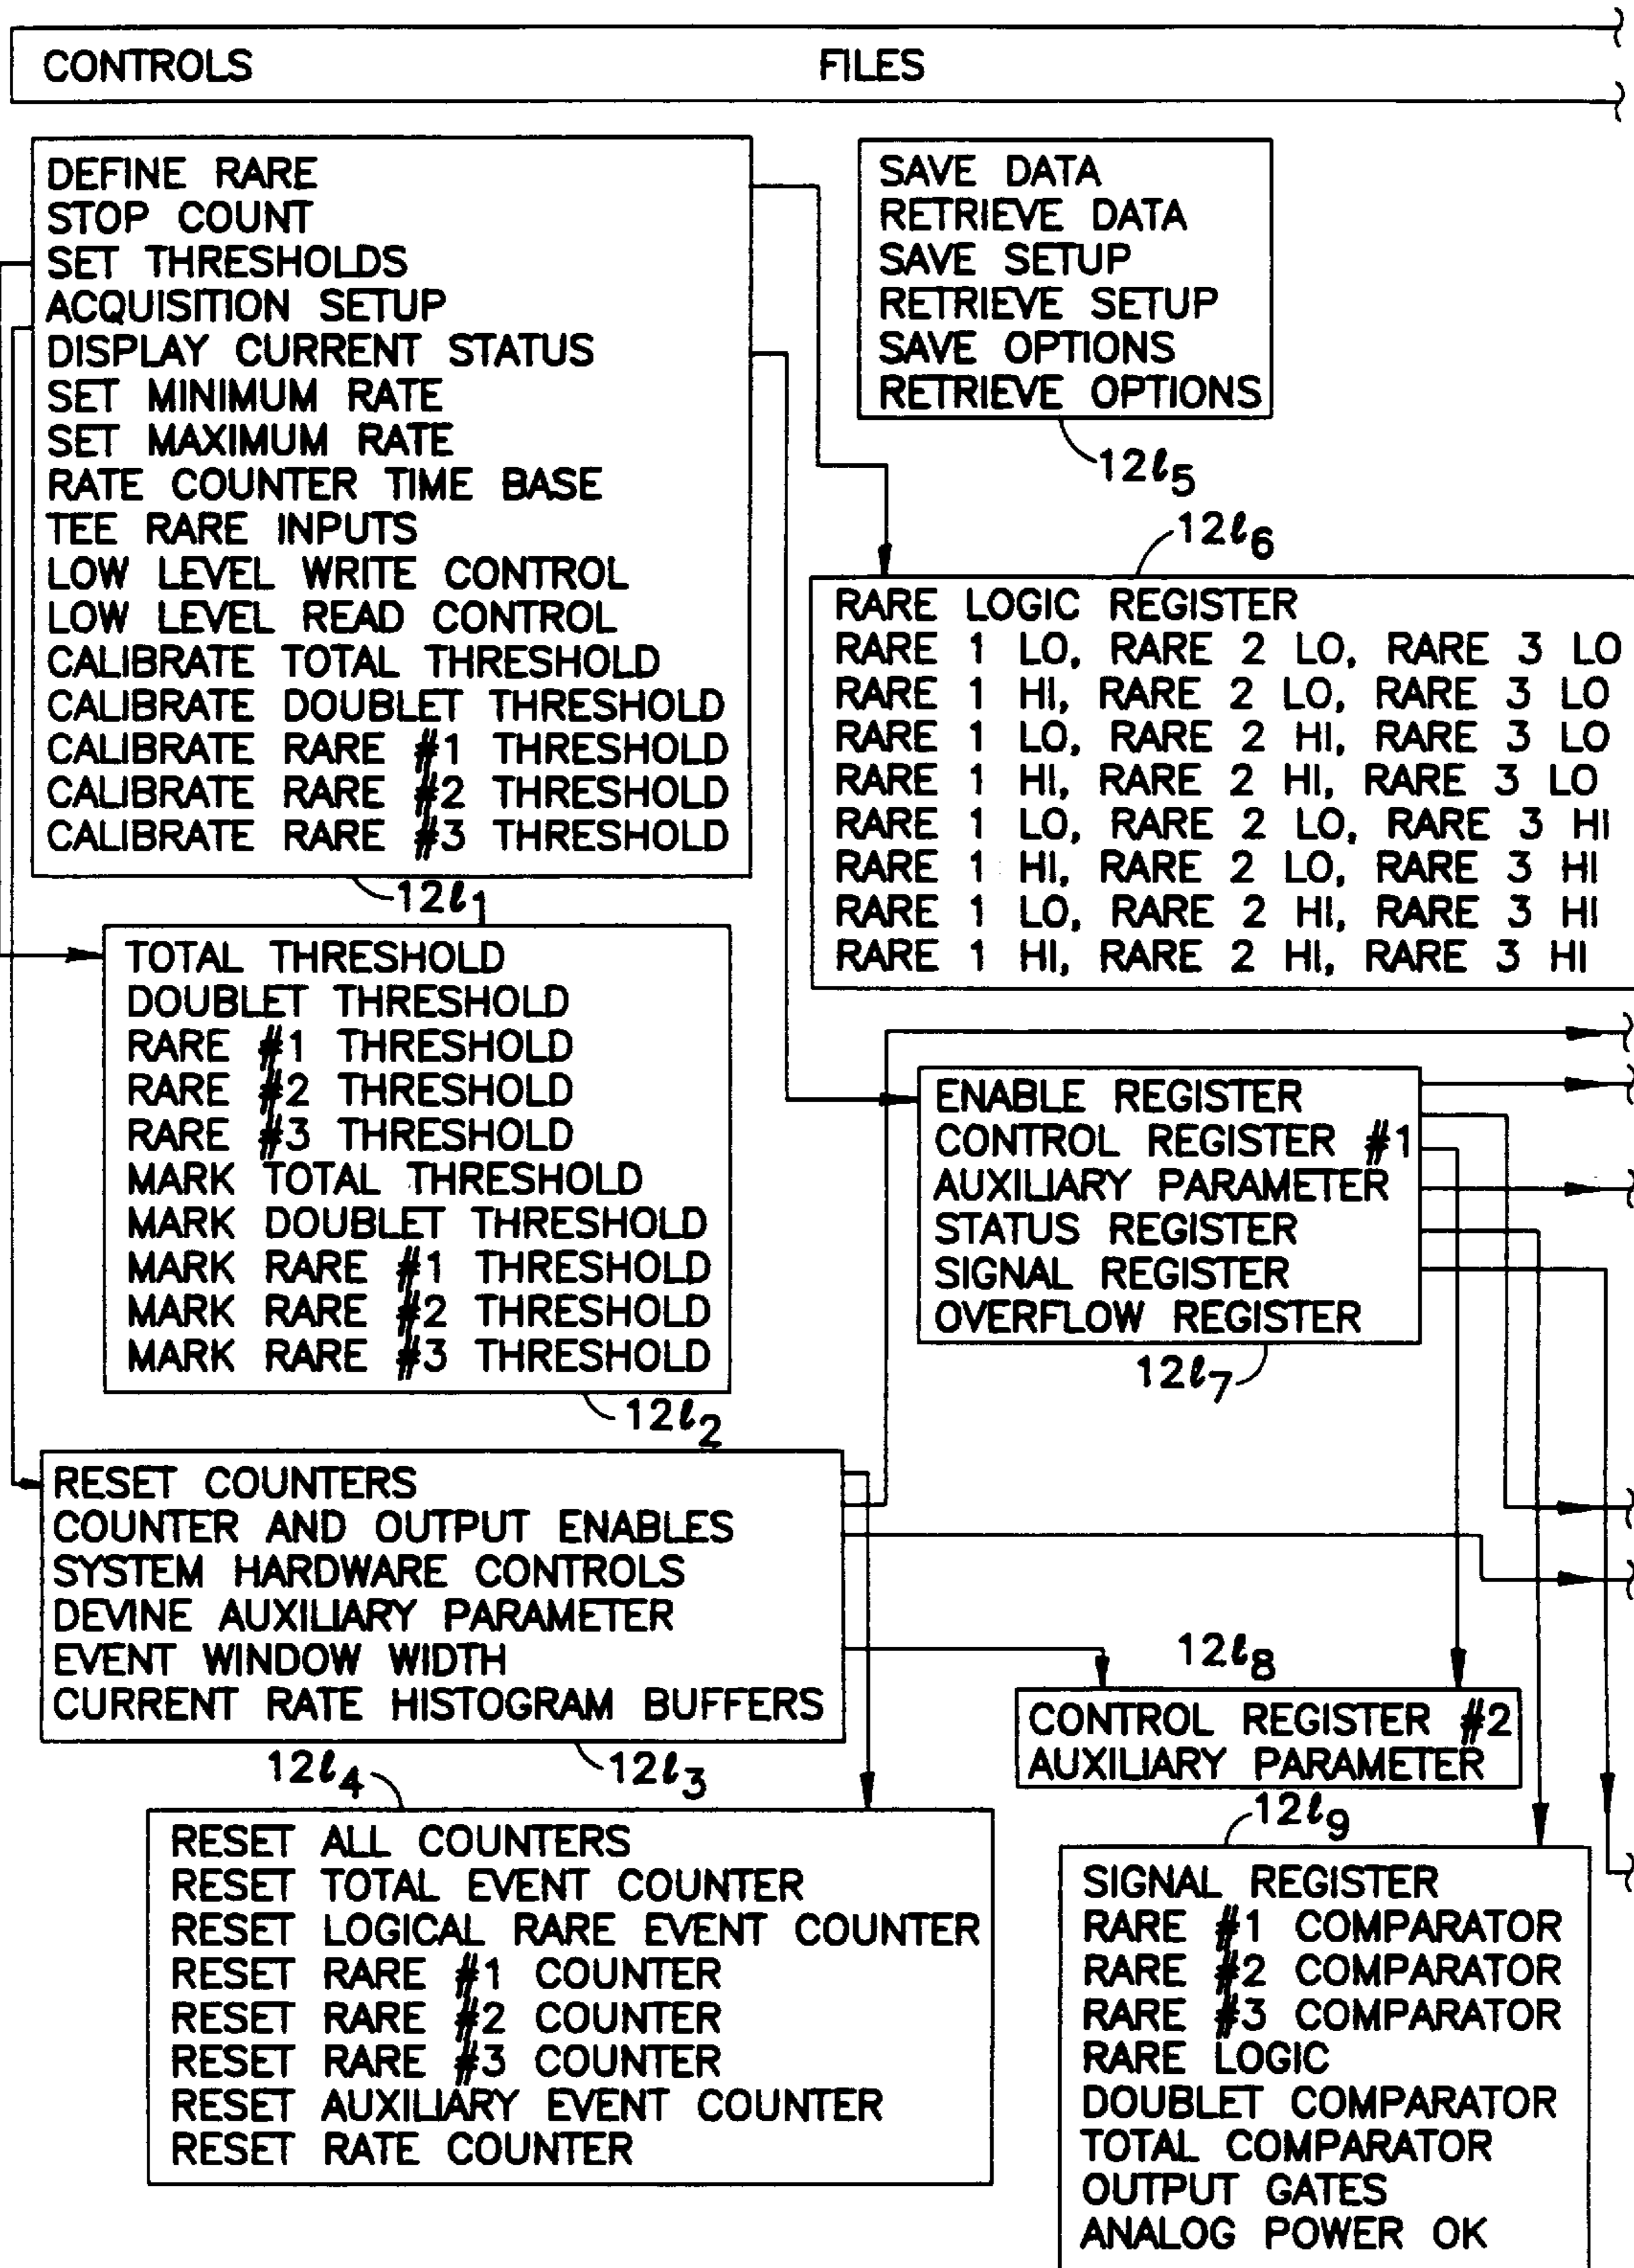 CONTROLS FILES
DEFINE RARE
STOP COUNT
SET THRESHOLDS
ACQUISITION SETUP
DISPLAY CURRENT STATUS
SET MINIMUM RATE
SET MAXIMUM RATE
RATE COUNTER TIME BASE
TEE RARE INPUTS
LOW LEVEL WRITE CONTROL
LOW LEVEL READ CONTROL
CALIBRATE TOTAL THRESHOLD
CALIBRATE DOUBLET THRESHOLD
CALIBRATE RARE #1 THRESHOLD
CALIBRATE RARE #2 THRESHOLD
CALIBRATE RARE #3 THRESHOLD
12ℓ1
TOTAL THRESHOLD
DOUBLET THRESHOLD
RARE #1 THRESHOLD
RARE #2 THRESHOLD
RARE #3 THRESHOLD
MARK TOTAL THRESHOLD
MARK DOUBLET THRESHOLD
MARK RARE #1 THRESHOLD
MARK RARE #2 THRESHOLD
MARK RARE #3 THRESHOLD
12ℓ2
RESET COUNTERS
COUNTER AND OUTPUT ENABLES
SYSTEM HARDWARE CONTROLS
DEVINE AUXILIARY PARAMETER
EVENT WINDOW WIDTH
CURRENT RATE HISTOGRAM BUFFERS
12ℓ3
12ℓ4
RESET ALL COUNTERS
RESET TOTAL EVENT COUNTER
RESET LOGICAL RARE EVENT COUNTER
RESET RARE #1 COUNTER
RESET RARE #2 COUNTER
RESET RARE #3 COUNTER
RESET AUXILIARY EVENT COUNTER
RESET RATE COUNTER
SAVE DATA
RETRIEVE DATA
SAVE SETUP
RETRIEVE SETUP
SAVE OPTIONS
RETRIEVE OPTIONS
12ℓ5
12ℓ6
RARE LOGIC REGISTER
RARE 1 LO, RARE 2 LO, RARE 3 LO
RARE 1 HI, RARE 2 LO, RARE 3 LO
RARE 1 LO, RARE 2 HI, RARE 3 LO
RARE 1 HI, RARE 2 HI, RARE 3 LO
RARE 1 LO, RARE 2 LO, RARE 3 HI
RARE 1 HI, RARE 2 LO, RARE 3 HI
RARE 1 LO, RARE 2 HI, RARE 3 HI
RARE 1 HI, RARE 2 HI, RARE 3 HI
ENABLE REGISTER
CONTROL REGISTER #1
AUXILIARY PARAMETER
STATUS REGISTER
SIGNAL REGISTER
OVERFLOW REGISTER
12ℓ7
12ℓ8
CONTROL REGISTER #2
AUXILIARY PARAMETER
12ℓ9
SIGNAL REGISTER
RARE #1 COMPARATOR
RARE #2 COMPARATOR
RARE #3 COMPARATOR
RARE LOGIC
DOUBLET COMPARATOR
TOTAL COMPARATOR
OUTPUT GATES
ANALOG POWER OK